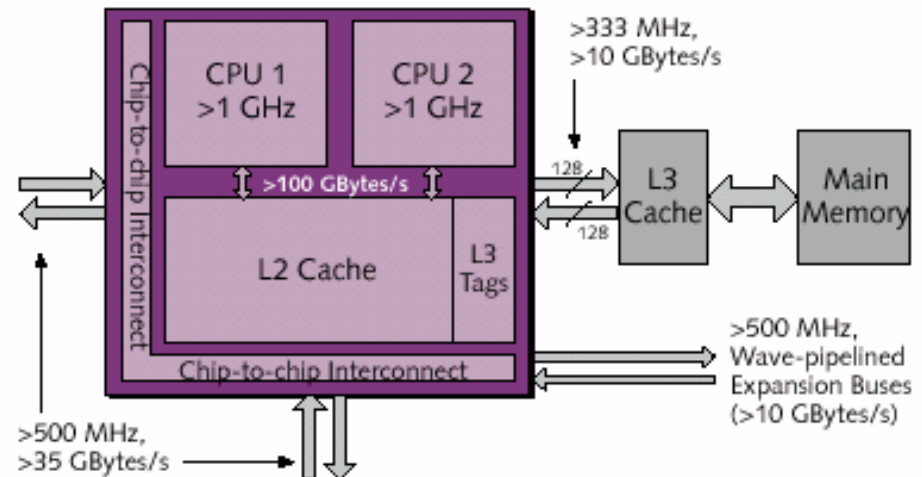 >333 MHz,
>10 GBytes/s
CPU 1
>1 GHz
CPU 2
>1 GHz
Chip-to-chip Interconnect
>100 GBytes/s
128
128
L3
Cache
Main
Memory
L2 Cache
L3
Tags
Chip-to-chip Interconnect
>500 MHz,
Wave-pipelined
Expansion Buses
(>10 GBytes/s)
>500 MHz,
>35 GBytes/s